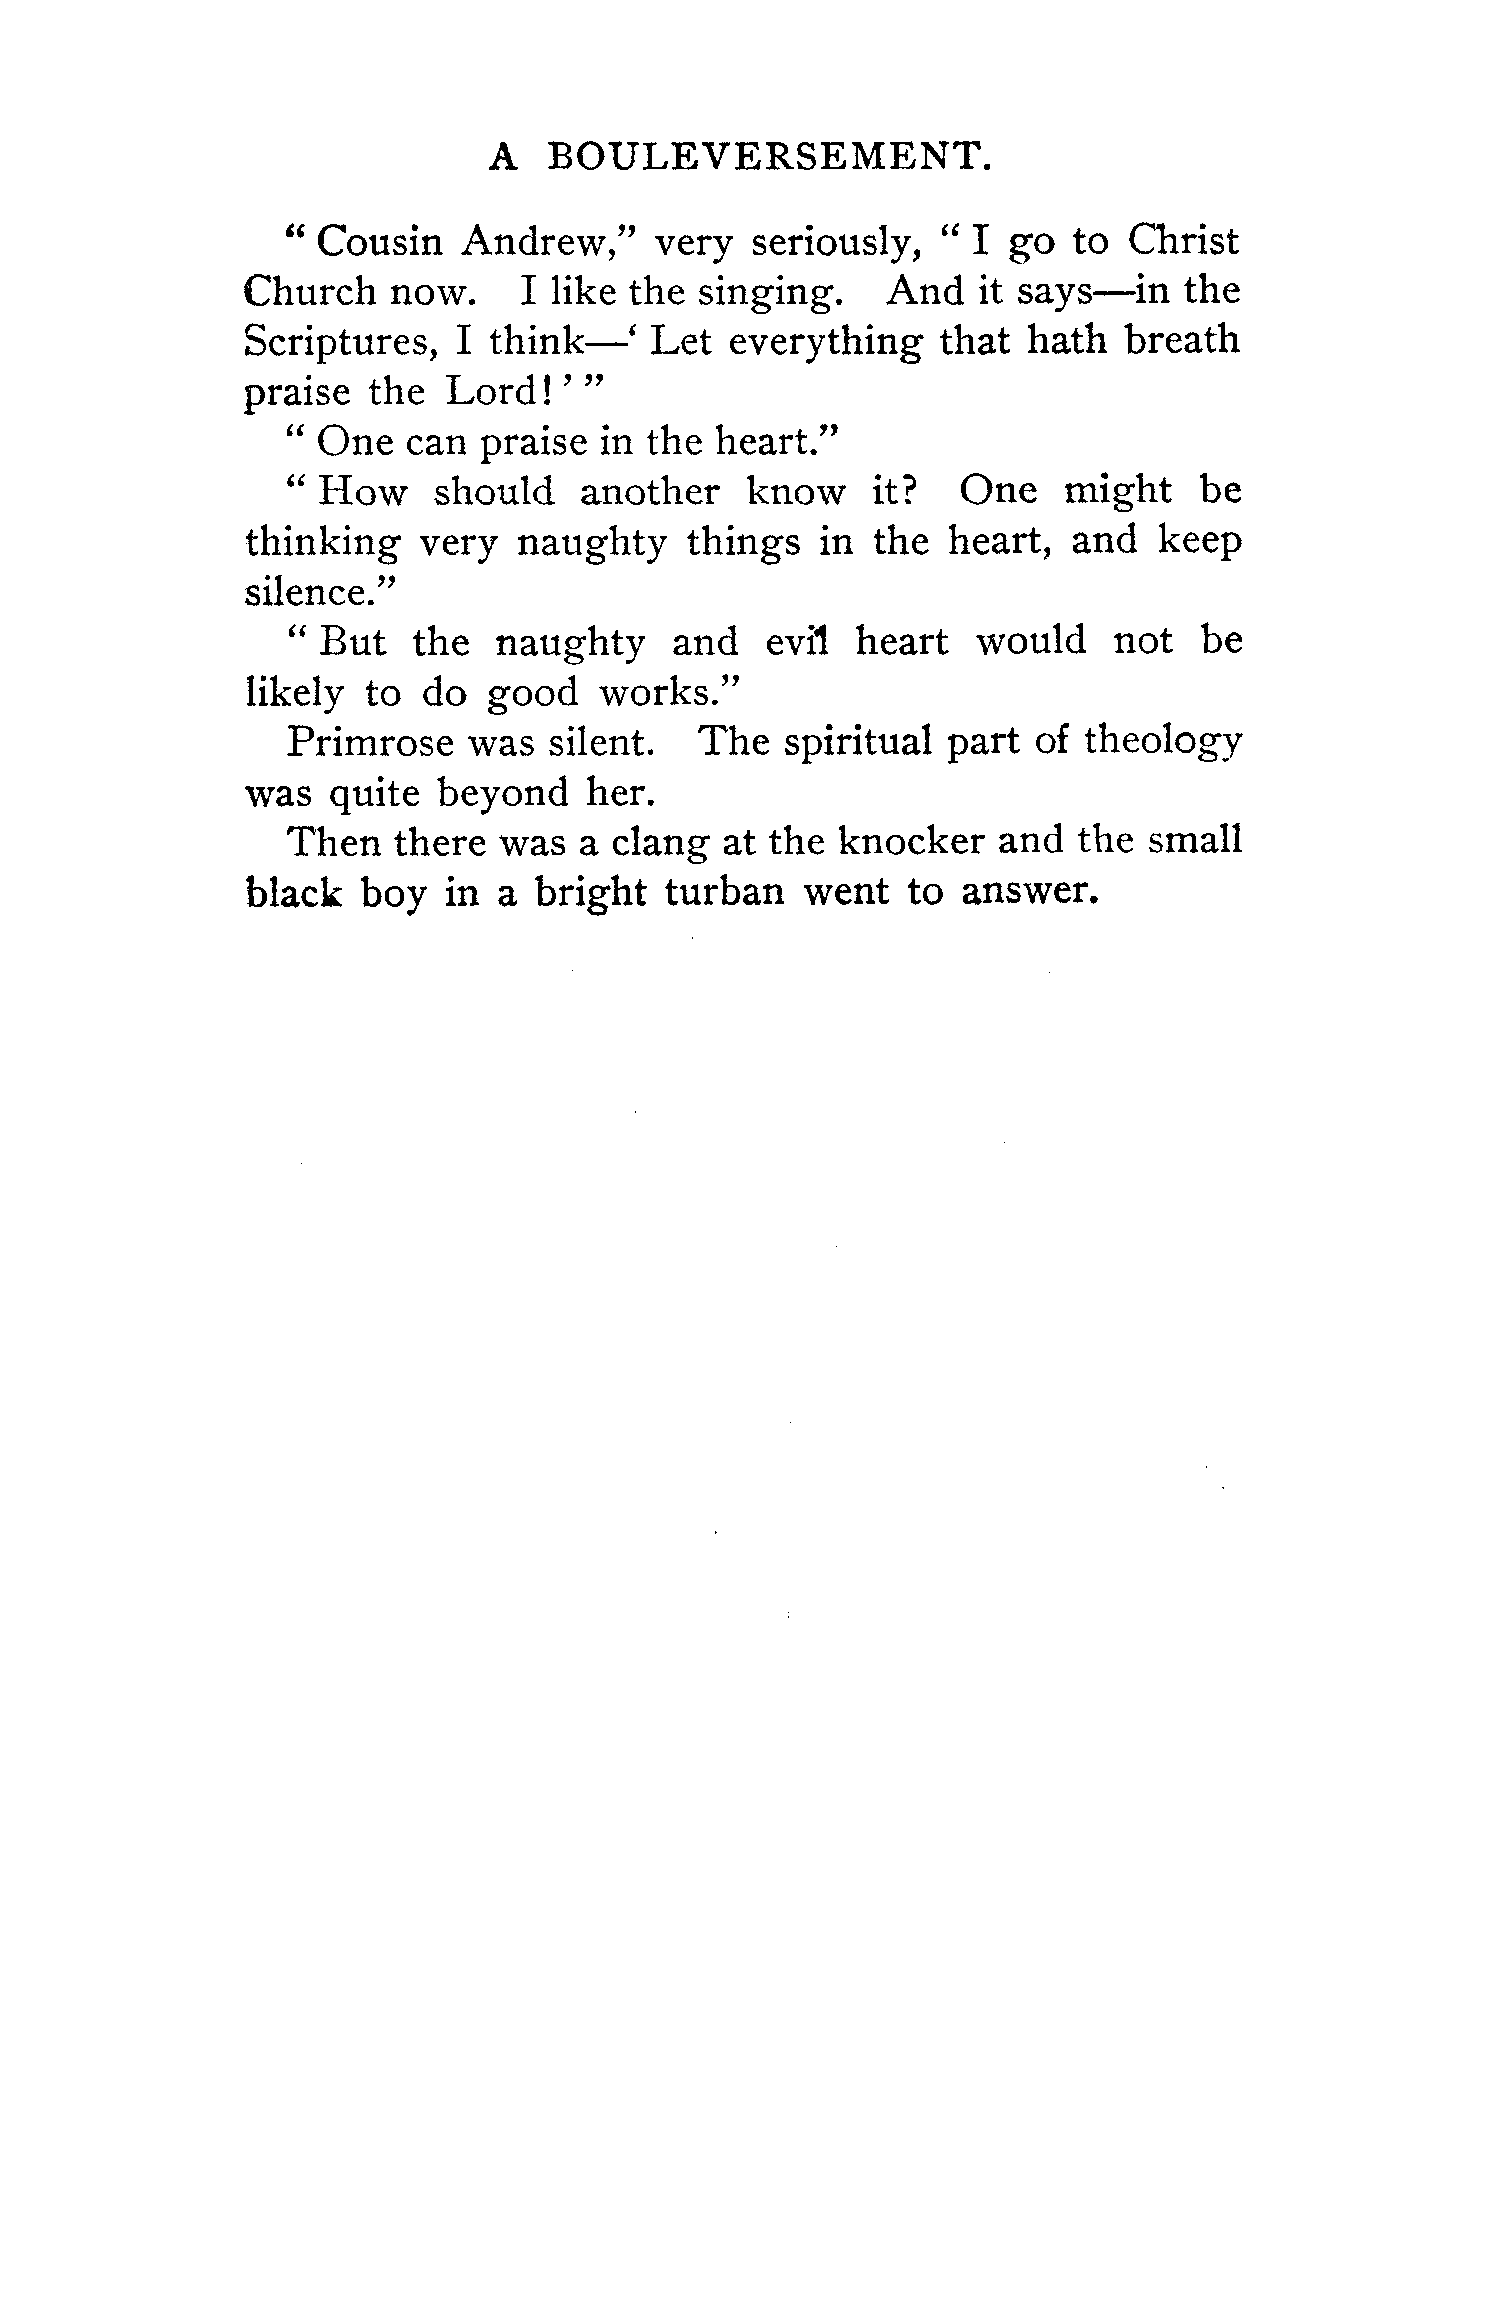 A BOULEVERSEMENT.
“ Cousin Andrew,” very seriously, “ I go to Christ
Church now. I like the singing. And it says—in the
Scriptures, I think—‘ Let everything that hath breath
praise the Lord! ’ ”
“ One can praise in the heart.”
“ How should another know it? One might be
thinking very naughty things in the heart, and keep
silence.”
“ But the naughty and evil heart would not be
likely to do good works.”
Primrose was silent. The spiritual part of theology
was quite beyond her.
Then there was a clang at the knocker and the small
black boy in a bright turban went to answer.